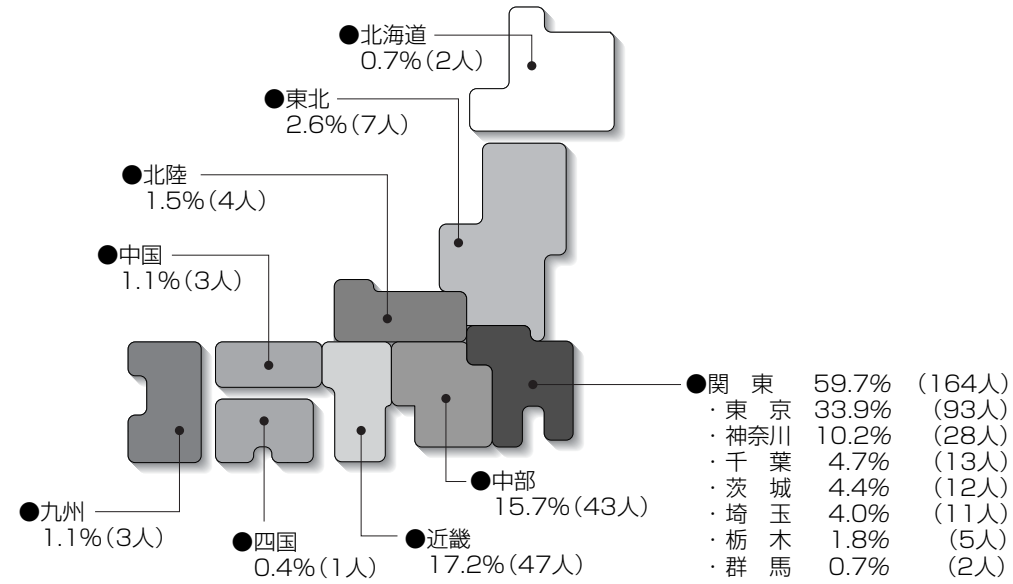 ●北海道
0.7%(2人)
●東北
2.6%(7人)
●北陸
1.5%(4人)
●中国
1.1%(3人)
●関　東　59.7%　(164人)
・東　京　33.9%　(93人)
・神奈川　10.2%　(28人)
・千　葉　4.7%　(13人)
・茨　城　4.4%　(12人)
・埼　玉　4.0%　(11人)
・栃　木　1.8%　(5人)
・群　馬　0.7%　(2人)
●中部
15.7%(43人)
●近畿
17.2%(47人)
●四国
0.4%(1人)
●九州
1.1%(3人)